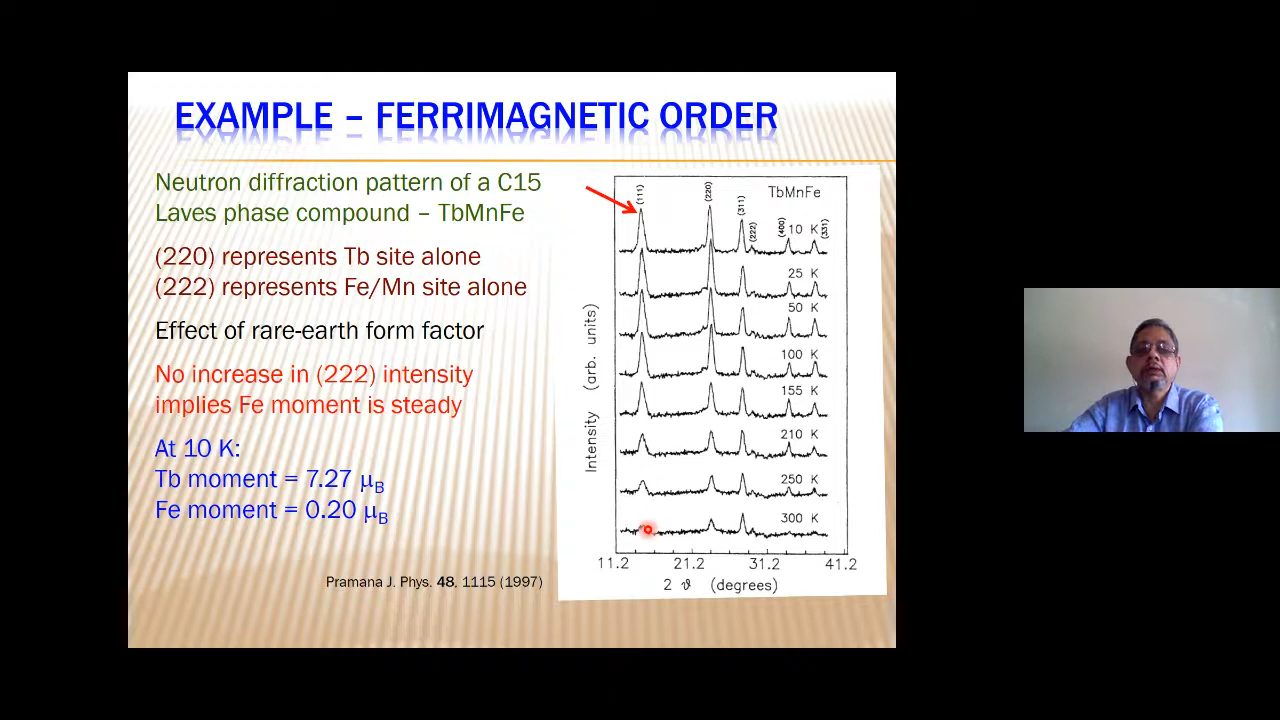 EXAMPLE – FERRIMAGNETIC ORDER
Neutron diffraction pattern of a C15
Laves phase compound – TbMnFe
(220) represents Tb site alone
(222) represents Fe/Mn site alone
Effect of rare-earth form factor
No increase in (222) intensity
implies Fe moment is steady
At 10 K:
Tb moment = 7.27 μB
Fe moment = 0.20 μB
Pramana J. Phys. 48, 1115 (1997)
TbMnFe
(111)
(220)
(311)
(222)
(400)
(331)
10 K
25 K
50 K
100 K
155 K
210 K
250 K
300 K
Intensity (arb. units)
11.2 21.2 31.2 41.2
2 ϑ (degrees)